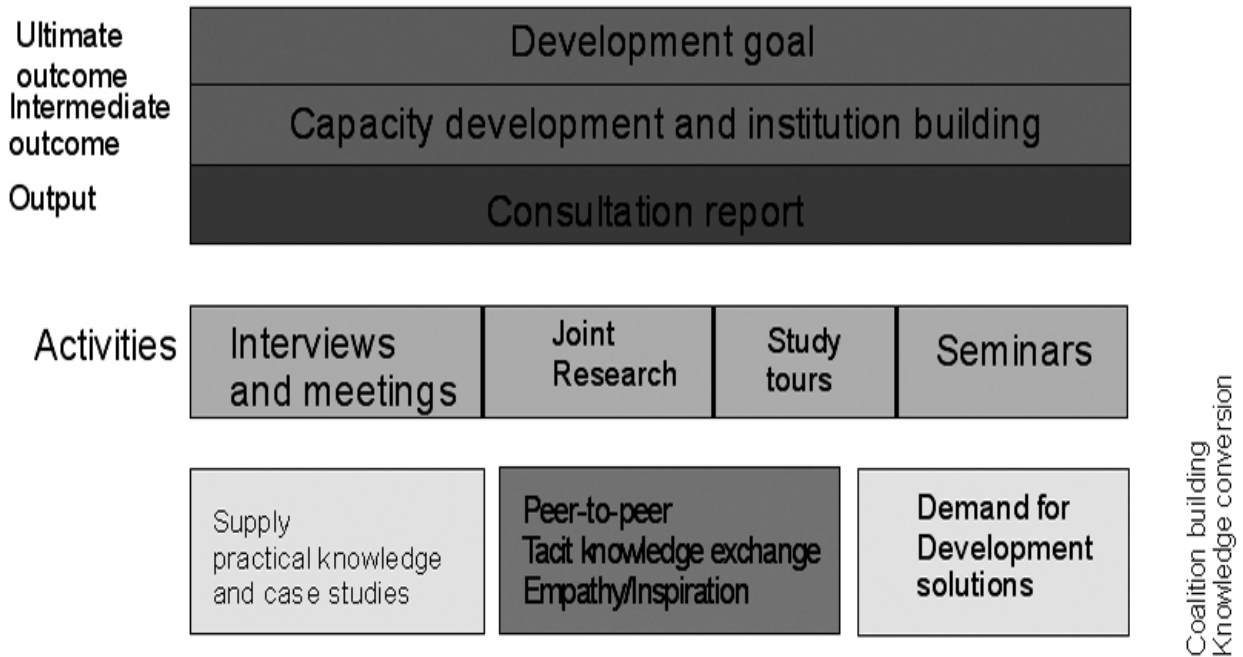 Ultimate
outcome
Development goal
Intermediate
outcome
Capacity development and institution building
Output
Consultation report
Activities
Interviews
and meetings
Joint
Research
Study
tours
Seminars
Supply
practical knowledge
and case studies
Peer-to-peer
Tacit knowledge exchange
Empathy/Inspiration
Demand for
Development
solutions
Coalition building
Knowledge conversion